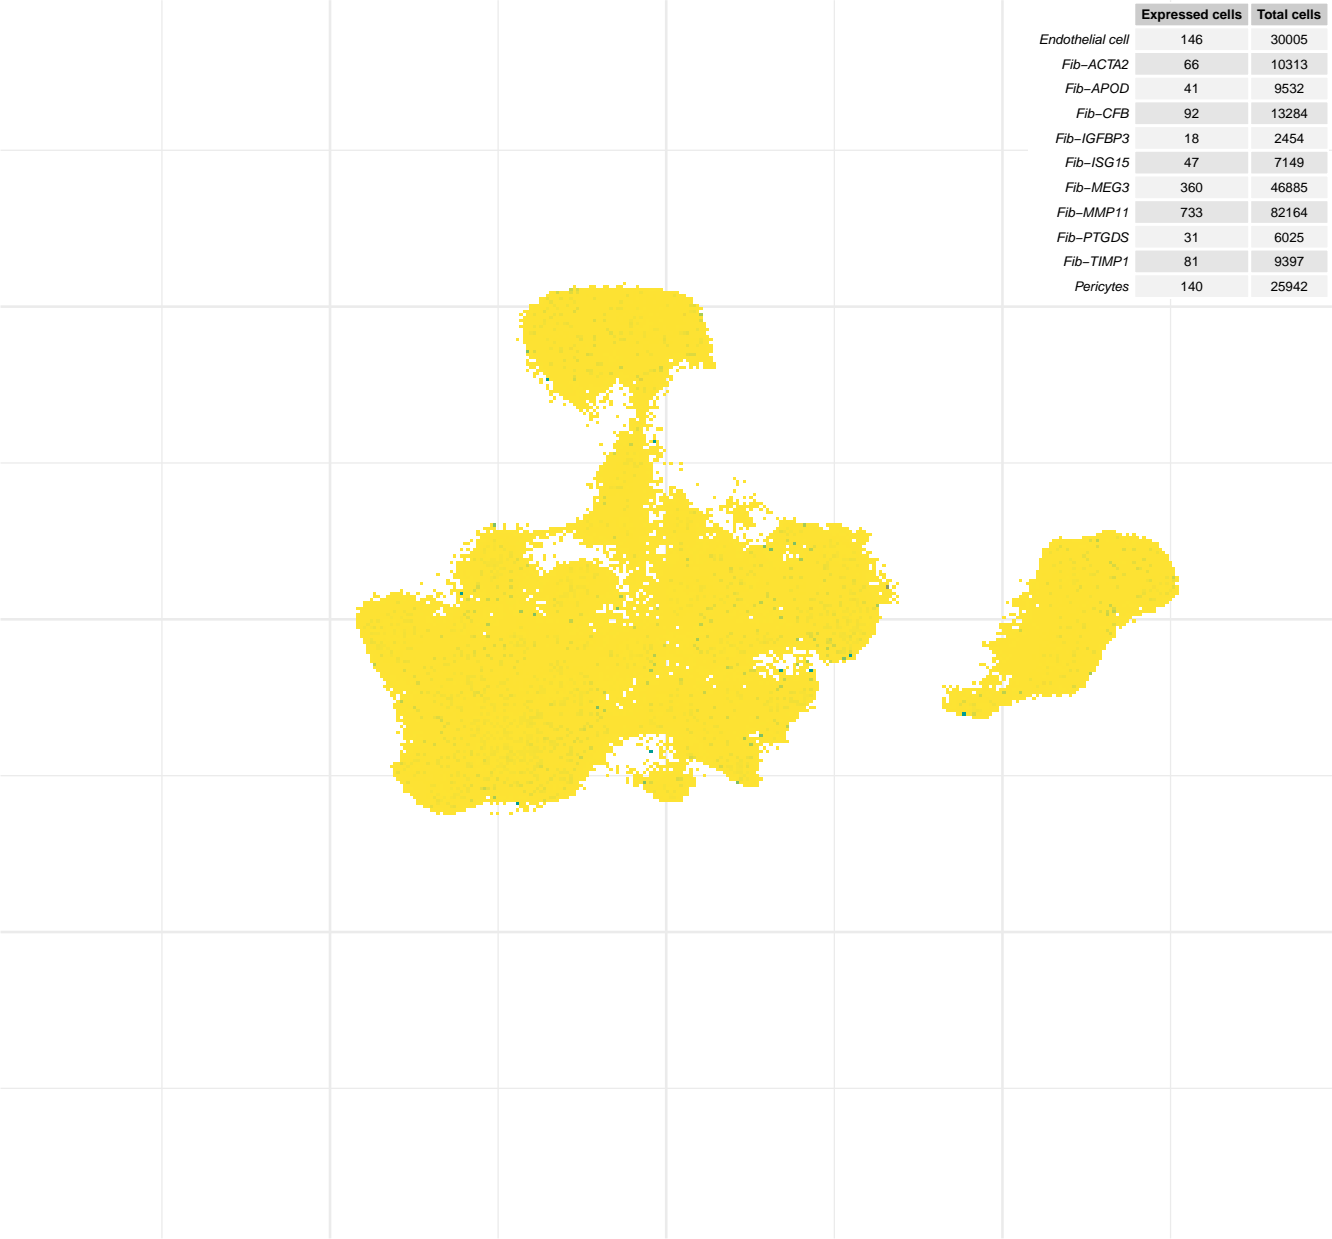 Expressed cells Total cells
Endothelial cell 146 30005
Fib−ACTA2 66 10313
Fib−APOD 41 9532
Fib−CFB 92 13284
Fib−IGFBP3 18 2454
Fib−ISG15 47 7149
Fib−MEG3 360 46885
Fib−MMP11 733 82164
Fib−PTGDS 31 6025
Fib−TIMP1 81 9397
Pericytes 140 25942